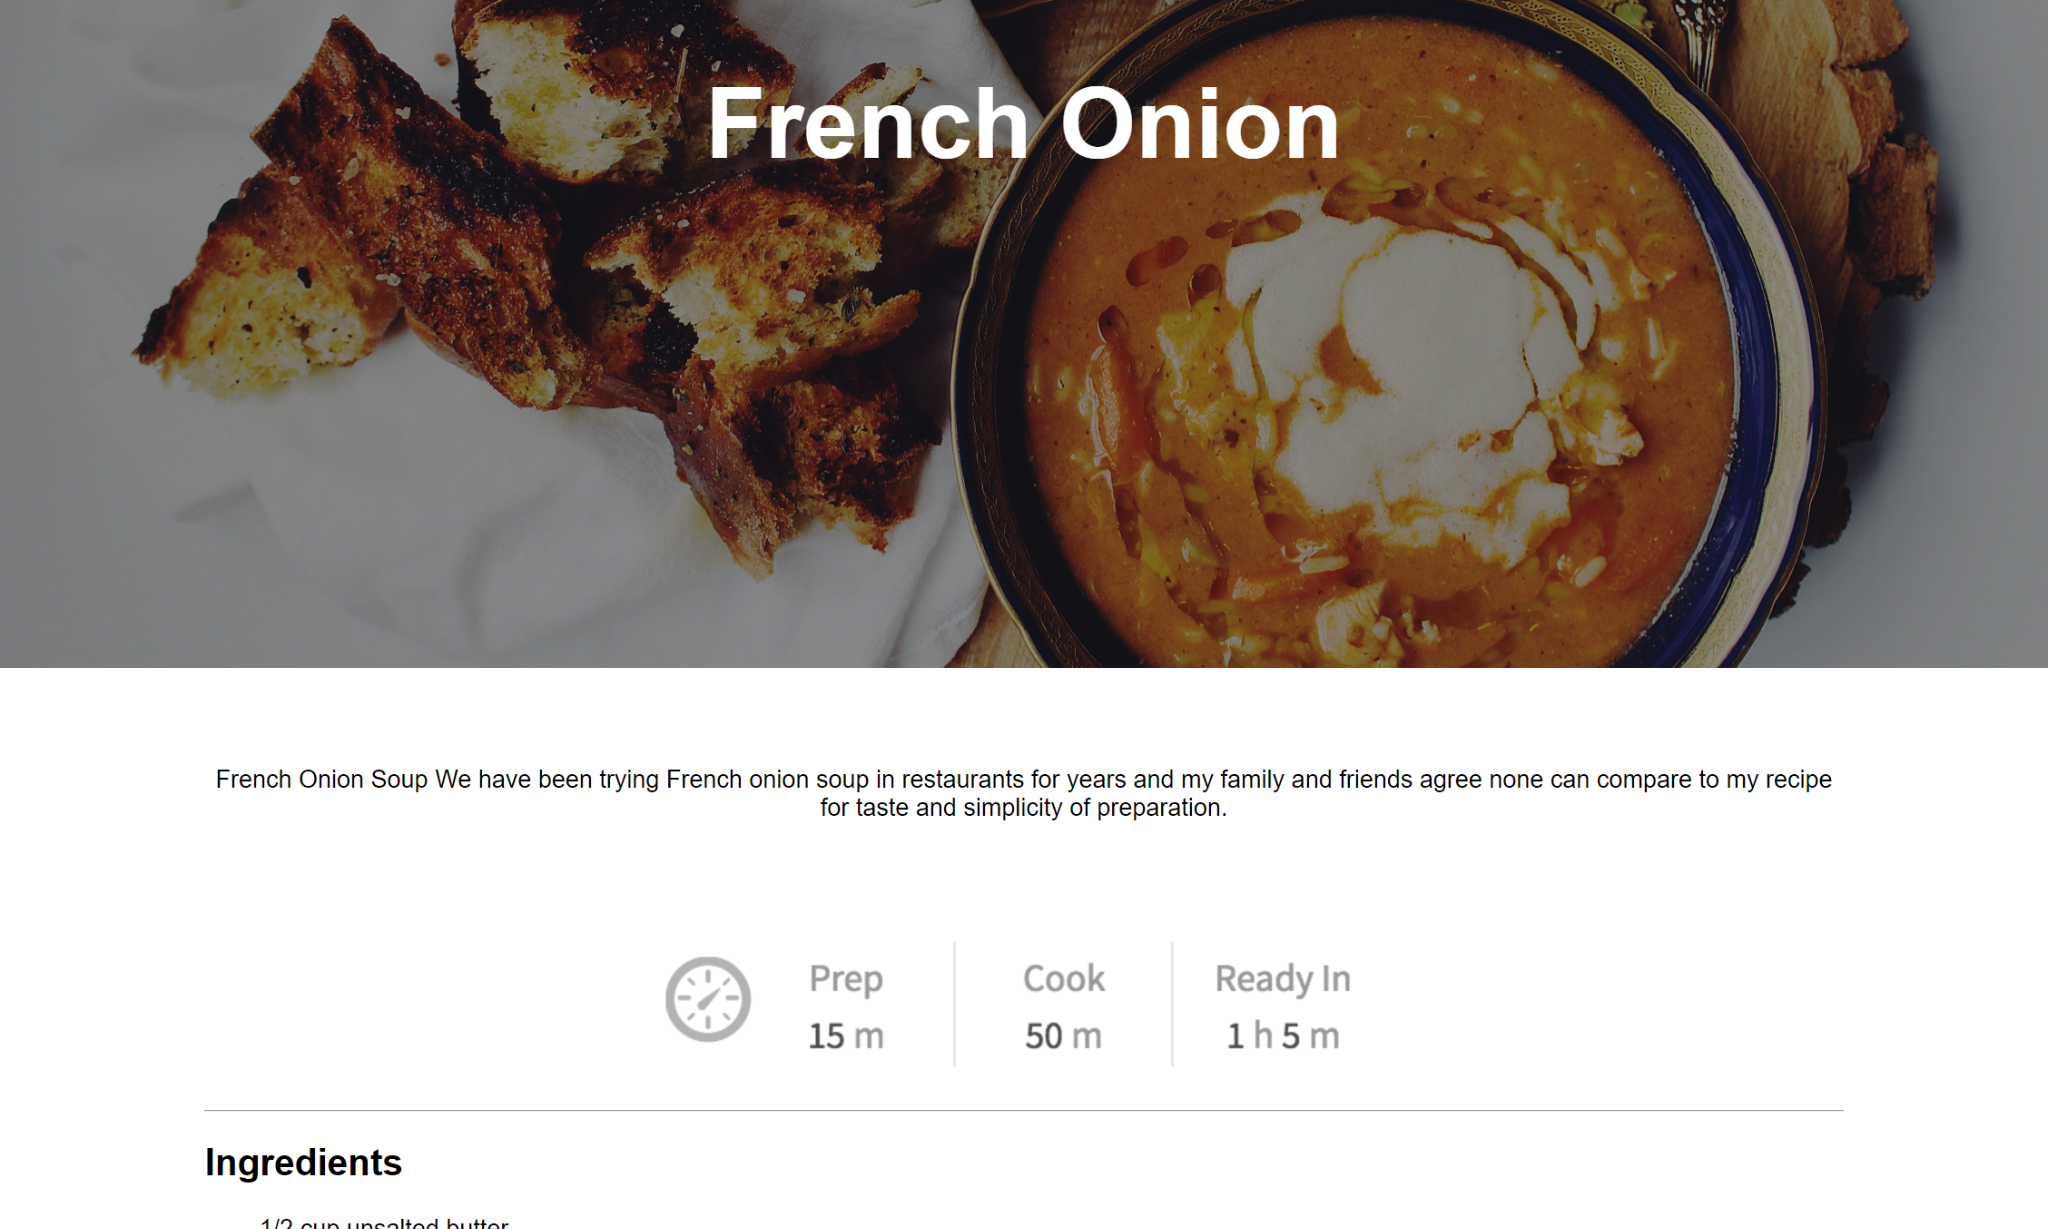 French Onion
French Onion Soup We have been trying French onion soup in restaurants for years and my family and friends agree none can compare to my recipe
for taste and simplicity of preparation.
Prep Cook Ready In
15 m 50 m 1 h 5 m
Ingredients
1/2 cup unsalted butter